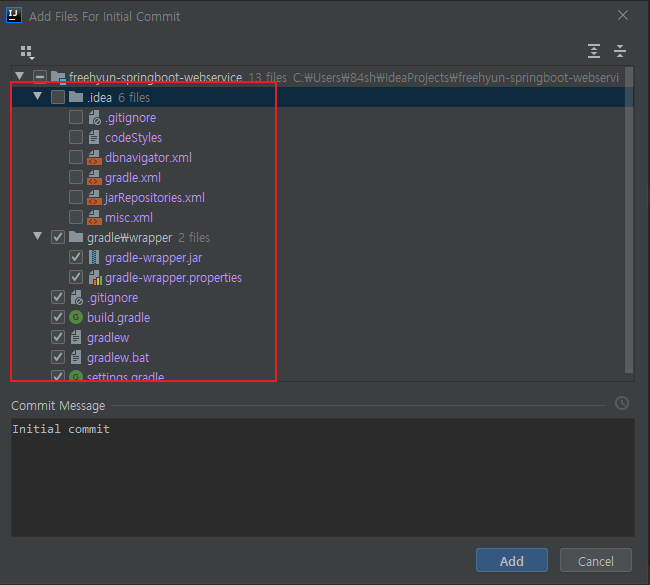 IJ Add Files For Initial Commit
freehyun-springboot-webservice 13 files C:₩Users₩84sh₩IdeaProjects₩freehyun-springboot-webservi
.idea 6 files
.gitignore
codeStyles
dbnavigator.xml
gradle.xml
jarRepositories.xml
misc.xml
gradle₩wrapper 2 files
gradle-wrapper.jar
gradle-wrapper.properties
.gitignore
build.gradle
gradlew
gradlew.bat
settings.gradle
Commit Message
Initial commit
Add Cancel